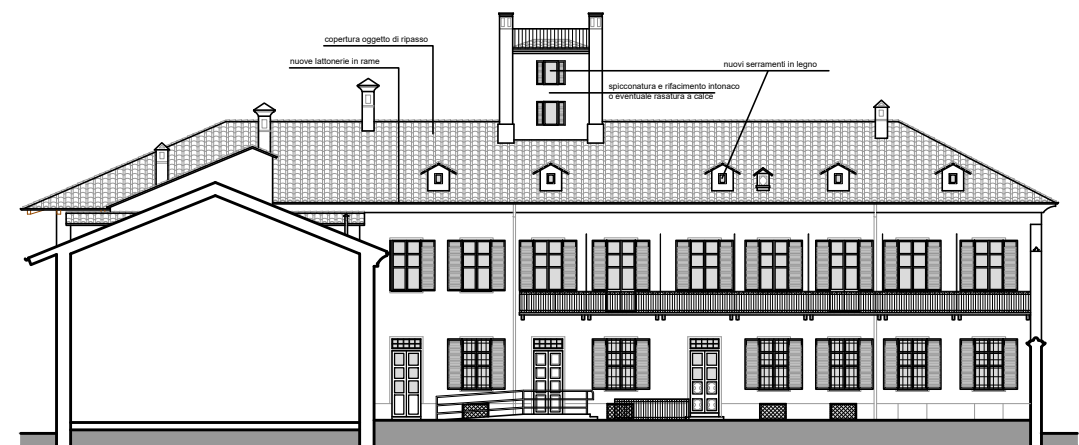 copertura oggetto di ripasso
nuove lattonerie in rame
nuovi serramenti in legno
spicconatura e rifacimento intonaco
o eventuale rasatura a calce